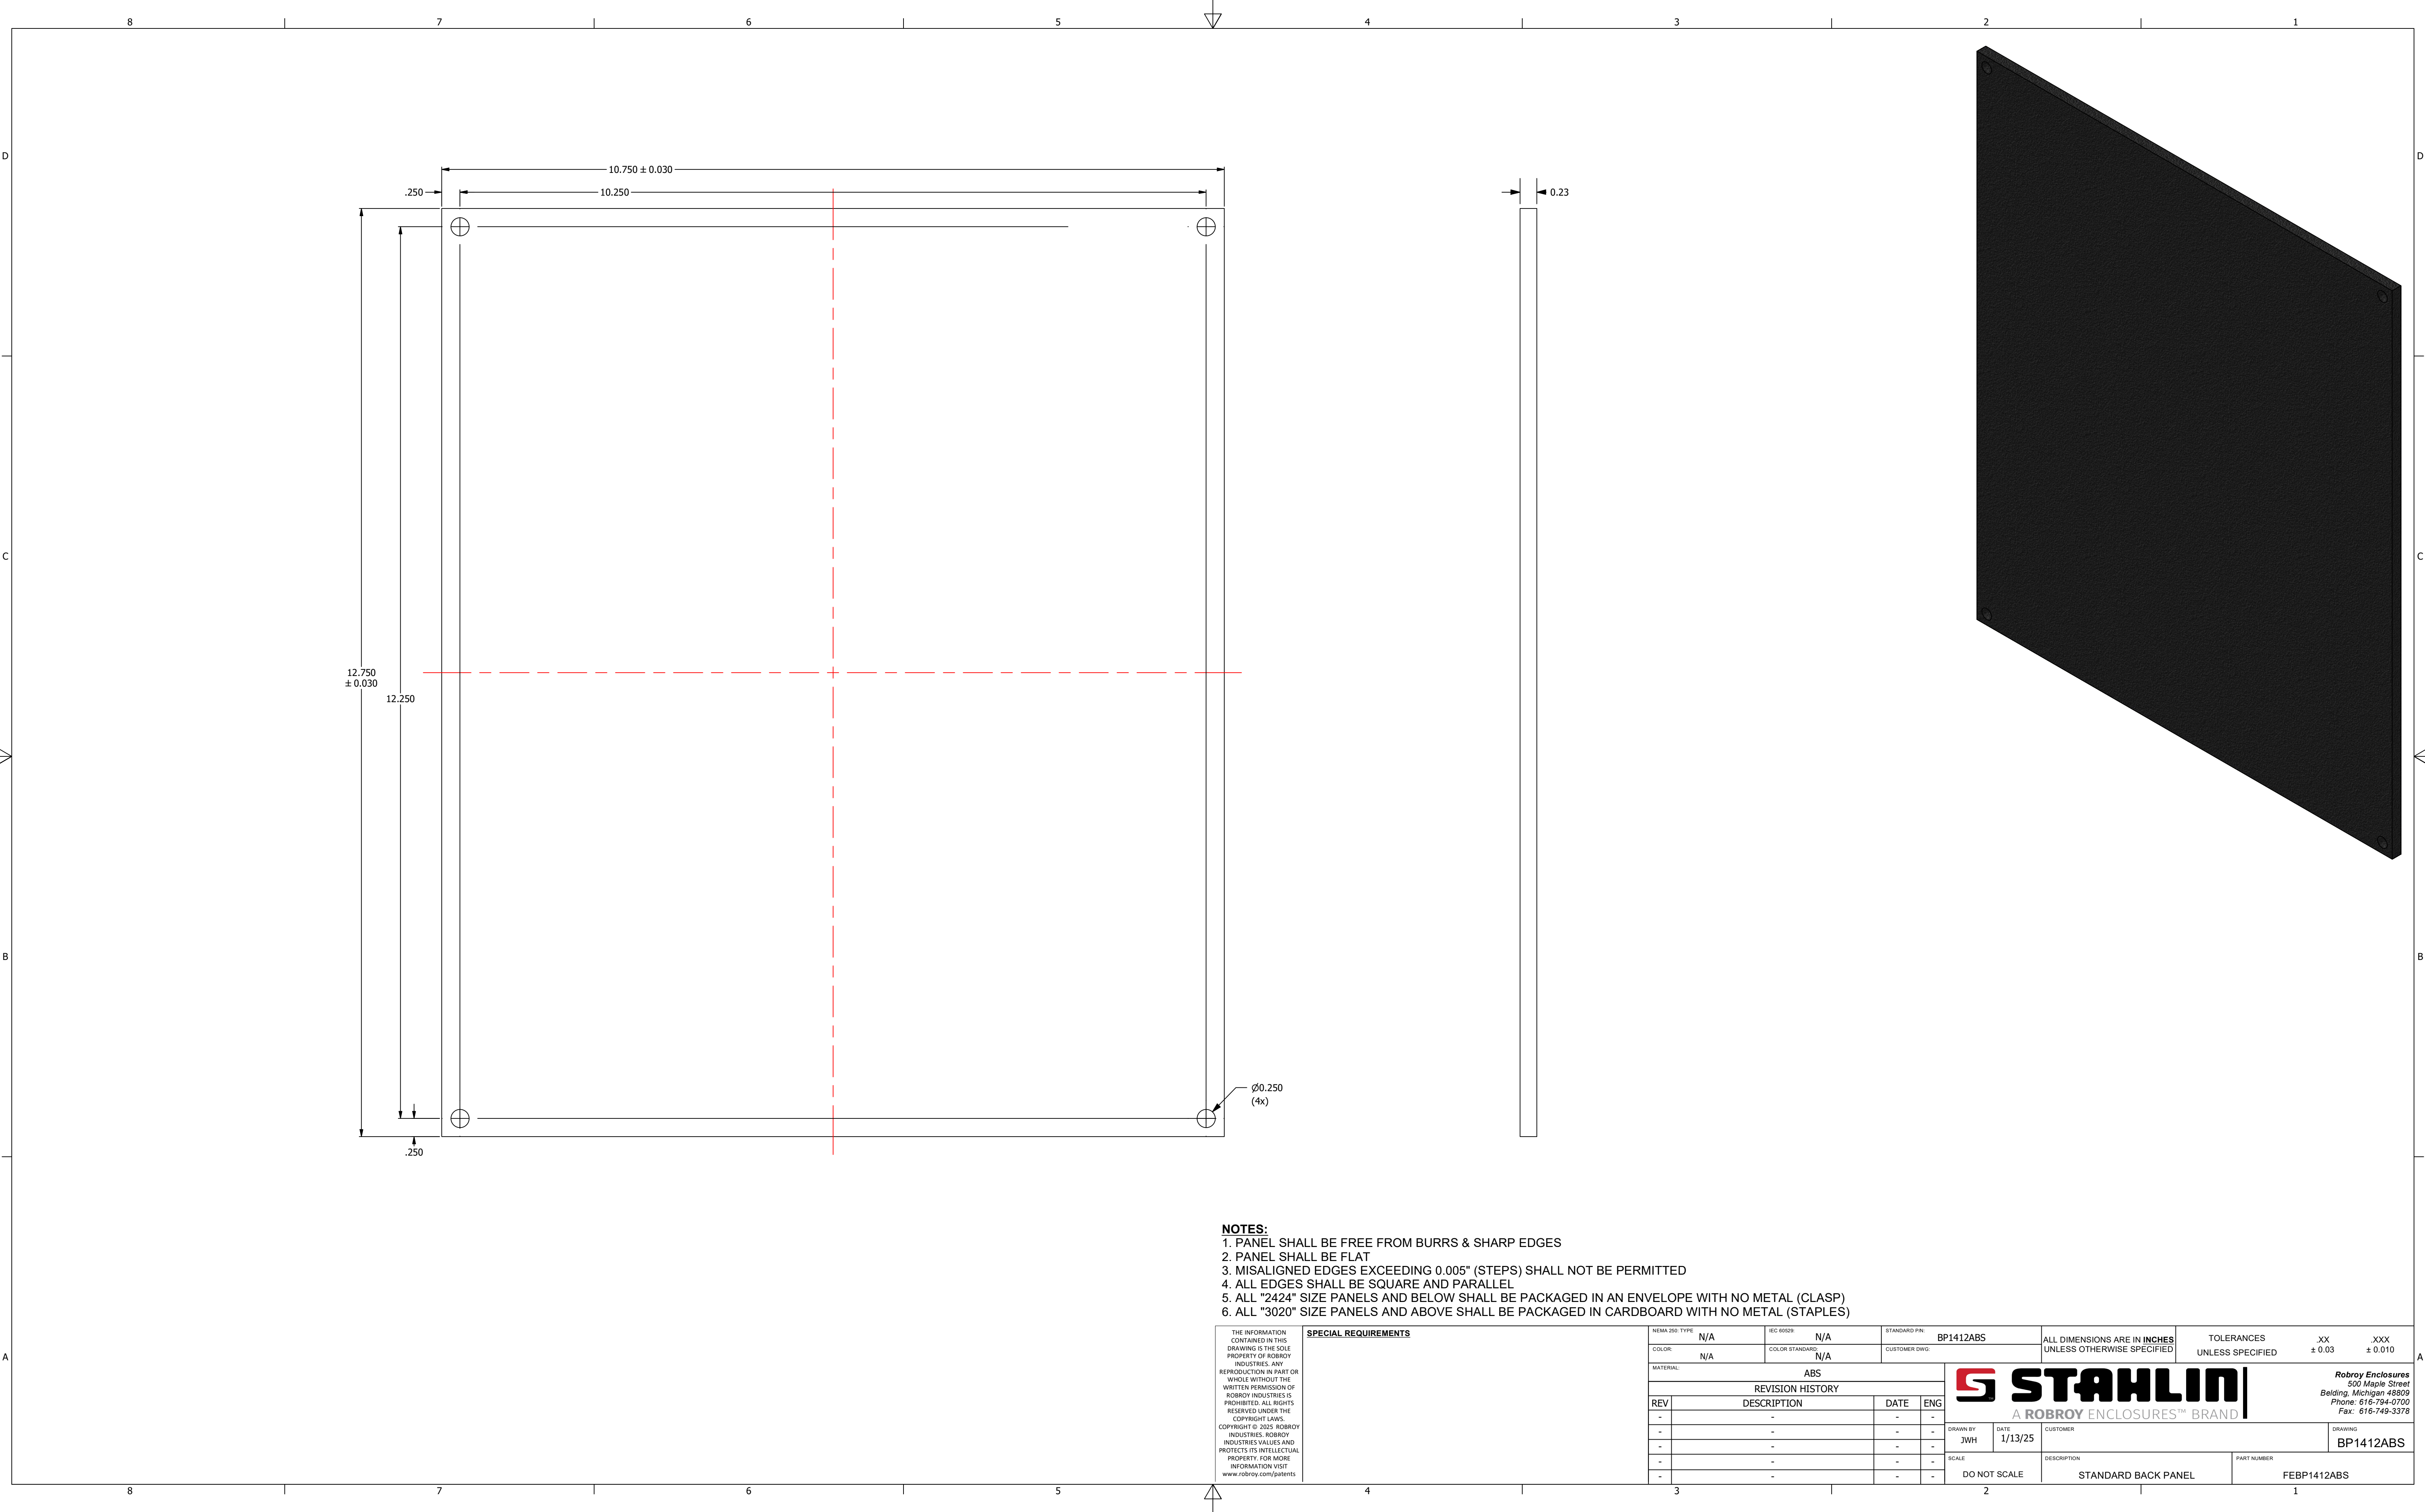 8 7 6 5 4 3 2 1
D D
10.750 ± 0.030
.250 10.250 0.23
C C
12.750
± 0.030
12.250
B B
Ø0.250
(4x)
.250
NOTES:
1. PANEL SHALL BE FREE FROM BURRS & SHARP EDGES
2. PANEL SHALL BE FLAT
3. MISALIGNED EDGES EXCEEDING 0.005" (STEPS) SHALL NOT BE PERMITTED
4. ALL EDGES SHALL BE SQUARE AND PARALLEL
5. ALL "2424" SIZE PANELS AND BELOW SHALL BE PACKAGED IN AN ENVELOPE WITH NO METAL (CLASP)
6. ALL "3020" SIZE PANELS AND ABOVE SHALL BE PACKAGED IN CARDBOARD WITH NO METAL (STAPLES)
A A
THE INFORMATION
CONTAINED IN THIS
DRAWING IS THE SOLE
PROPERTY OF ROBROY
INDUSTRIES. ANY
REPRODUCTION IN PART OR
WHOLE WITHOUT THE
WRITTEN PERMISSION OF
ROBROY INDUSTRIES IS
PROHIBITED. ALL RIGHTS
RESERVED UNDER THE
COPYRIGHT LAWS.
COPYRIGHT © 2025 ROBROY
INDUSTRIES. ROBROY
INDUSTRIES VALUES AND
PROTECTS ITS INTELLECTUAL
PROPERTY. FOR MORE
INFORMATION VISIT
www.robroy.com/patents
SPECIAL REQUIREMENTS
NEMA 250: TYPE N/A
IEC 60529: N/A
STANDARD P\N: BP1412ABS
COLOR: N/A
COLOR STANDARD: N/A
CUSTOMER DWG:
ALL DIMENSIONS ARE IN INCHES
UNLESS OTHERWISE SPECIFIED
TOLERANCES .XX .XXX
UNLESS SPECIFIED ± 0.03 ± 0.010
MATERIAL: ABS
REVISION HISTORY
REV DESCRIPTION DATE ENG
- - - -
- - - -
- - - -
- - - -
- - - -
STAHLIN
A ROBROY ENCLOSURES™ BRAND
Robroy Enclosures
500 Maple Street
Belding, Michigan 48809
Phone: 616-794-0700
Fax: 616-749-3378
DRAWN BY JWH
DATE 1/13/25
CUSTOMER
DRAWING BP1412ABS
SCALE DO NOT SCALE
DESCRIPTION STANDARD BACK PANEL
PART NUMBER FEBP1412ABS
8 7 6 5 4 3 2 1